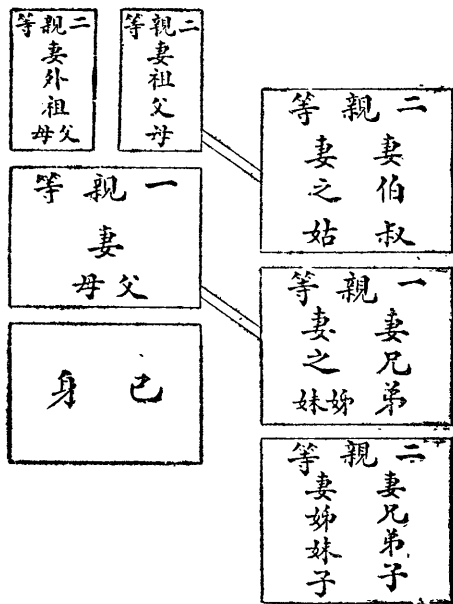 二親等
妻祖父母
二親等
妻外祖父母
二親等
妻伯叔
妻之姑
一親等
妻父母
一親等
妻兄弟
妻之姊妹
己身
二親等
妻兄弟子
妻姊妹子